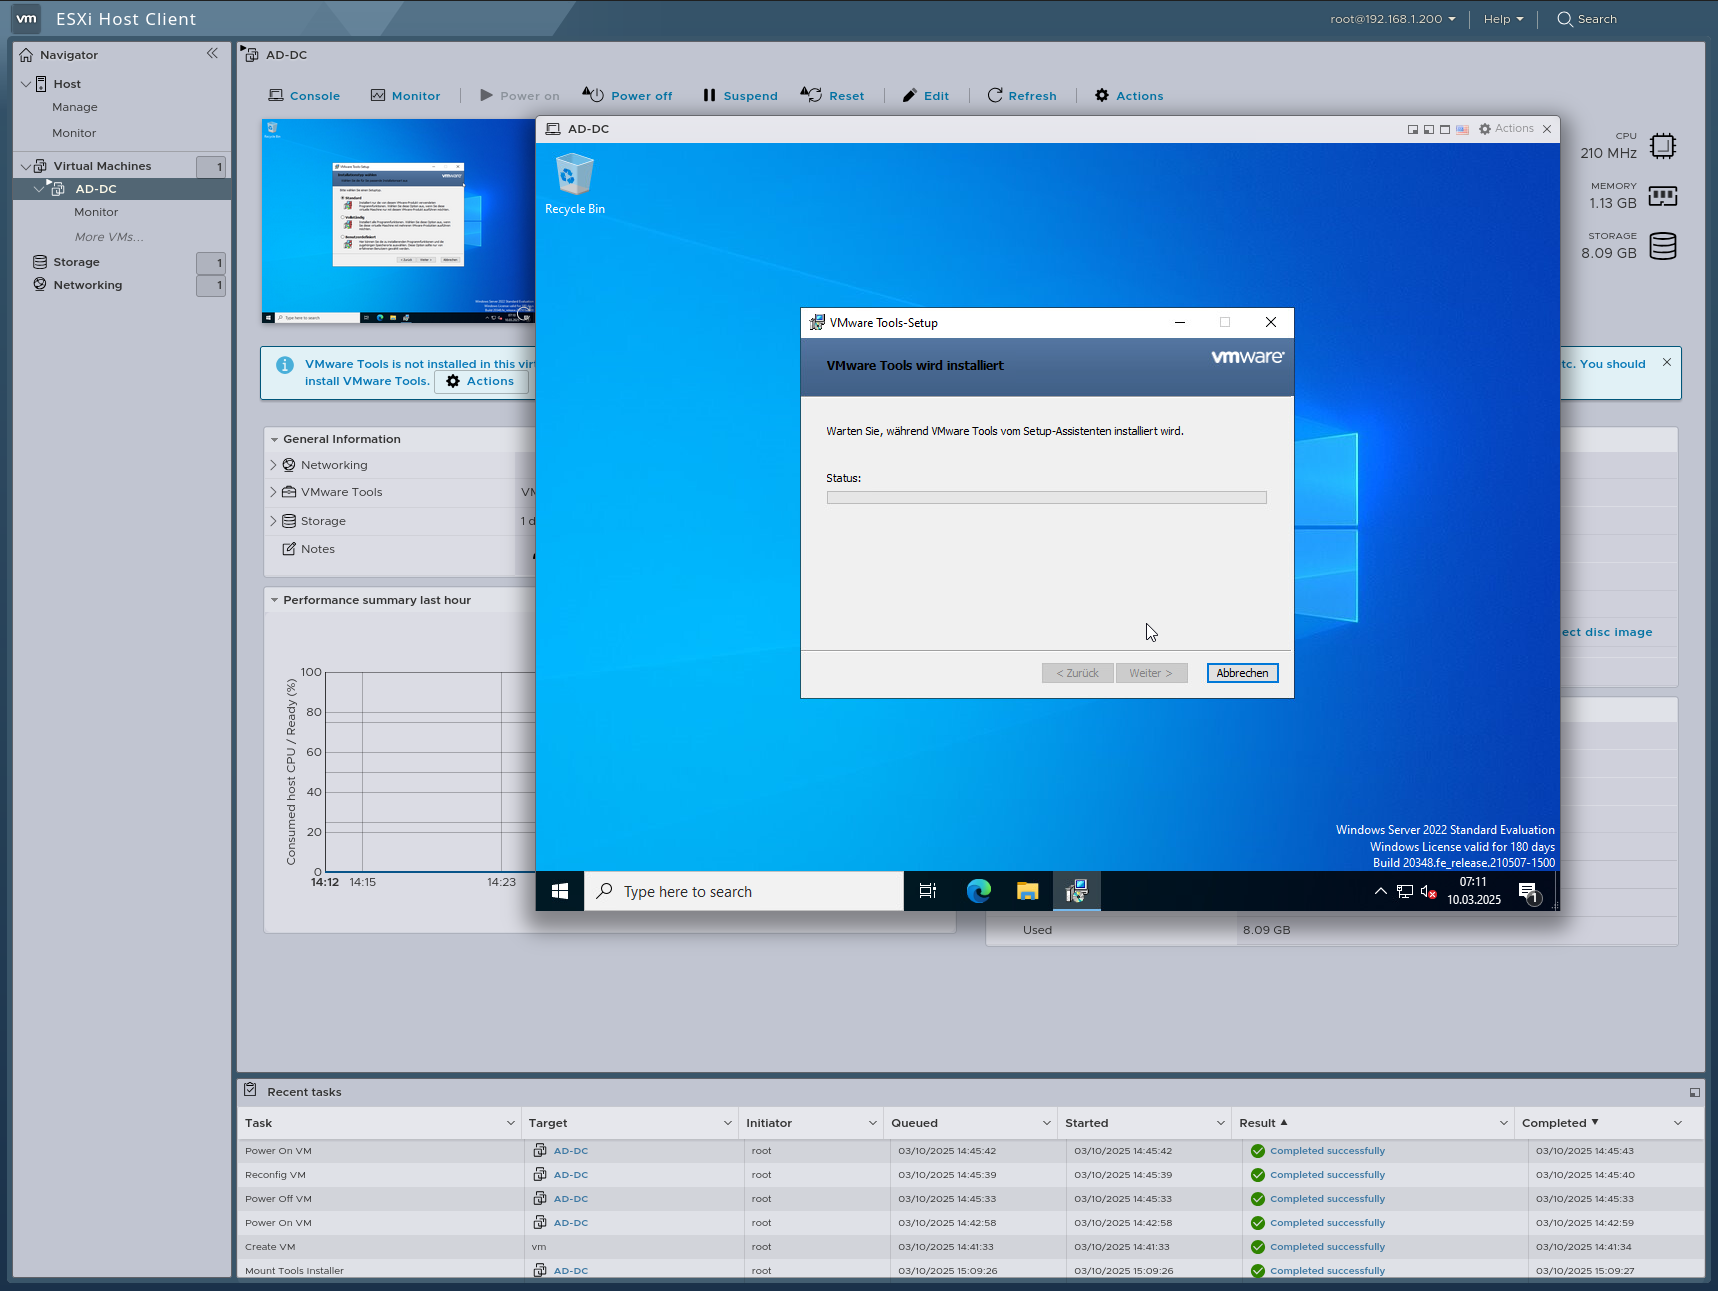 vm ESXi Host Client
root@192.168.1.200
Help
Search
Navigator
Host
Manage
Monitor
Virtual Machines 1
AD-DC
Monitor
More VMs...
Storage 1
Networking 1
AD-DC
Console
Monitor
Power on
Power off
Suspend
Reset
Edit
Refresh
Actions
CPU
210 MHz
MEMORY
1.13 GB
STORAGE
8.09 GB
VMware Tools is not installed in this
install VMware Tools.
Actions
tc. You should
General Information
Networking
VMware Tools
Storage
Notes
1 d
Performance summary last hour
Consumed host CPU / Ready (%)
100
80
60
40
20
0
14:12 14:15 14:23
ect disc image
Used 8.09 GB
AD-DC
Actions
Recycle Bin
VMware Tools-Setup
VMware Tools wird installiert
vmware
Warten Sie, während VMware Tools vom Setup-Assistenten installiert wird.
Status:
< Zurück
Weiter >
Abbrechen
Windows Server 2022 Standard Evaluation
Windows License valid for 180 days
Build 20348.fe_release.210507-1500
Type here to search
07:11
10.03.2025
1
Recent tasks
Task Target Initiator Queued Started Result Completed
Power On VM AD-DC root 03/10/2025 14:45:42 03/10/2025 14:45:42 Completed successfully 03/10/2025 14:45:43
Reconfig VM AD-DC root 03/10/2025 14:45:39 03/10/2025 14:45:39 Completed successfully 03/10/2025 14:45:40
Power Off VM AD-DC root 03/10/2025 14:45:33 03/10/2025 14:45:33 Completed successfully 03/10/2025 14:45:33
Power On VM AD-DC root 03/10/2025 14:42:58 03/10/2025 14:42:58 Completed successfully 03/10/2025 14:42:59
Create VM vm root 03/10/2025 14:41:33 03/10/2025 14:41:33 Completed successfully 03/10/2025 14:41:34
Mount Tools Installer AD-DC root 03/10/2025 15:09:26 03/10/2025 15:09:26 Completed successfully 03/10/2025 15:09:27